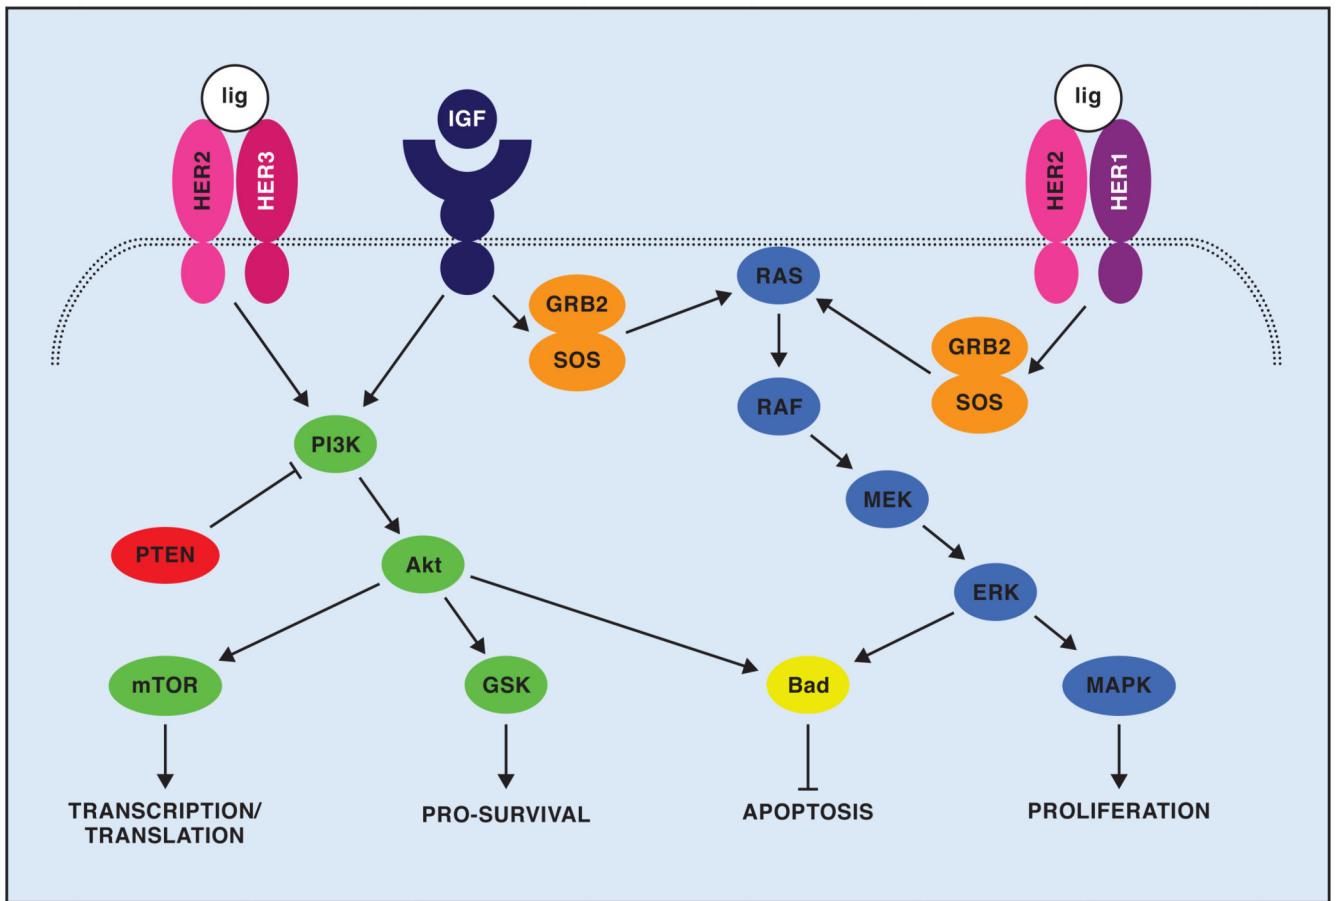 lig
IGF
lig
HER2
HER3
HER2
HER1
RAS
GRB2
SOS
GRB2
SOS
RAF
PI3K
MEK
PTEN
Akt
ERK
mTOR
GSK
Bad
MAPK
TRANSCRIPTION/
TRANSLATION
PRO-SURVIVAL
APOPTOSIS
PROLIFERATION